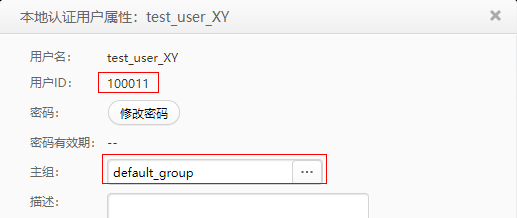 本地认证用户属性：test_user_XY
用户名： test_user_XY
用户ID： 100011
密码： 修改密码
密码有效期： --
主组： default_group ...
描述：